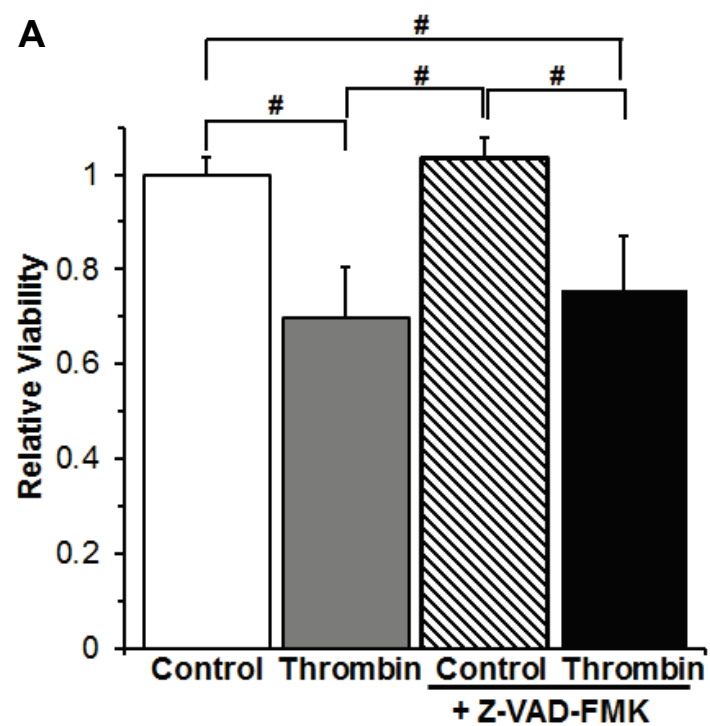 A
#
#
#
#
1
0.8
0.6
0.4
0.2
0
Relative Viability
Control Thrombin Control Thrombin
+ Z-VAD-FMK